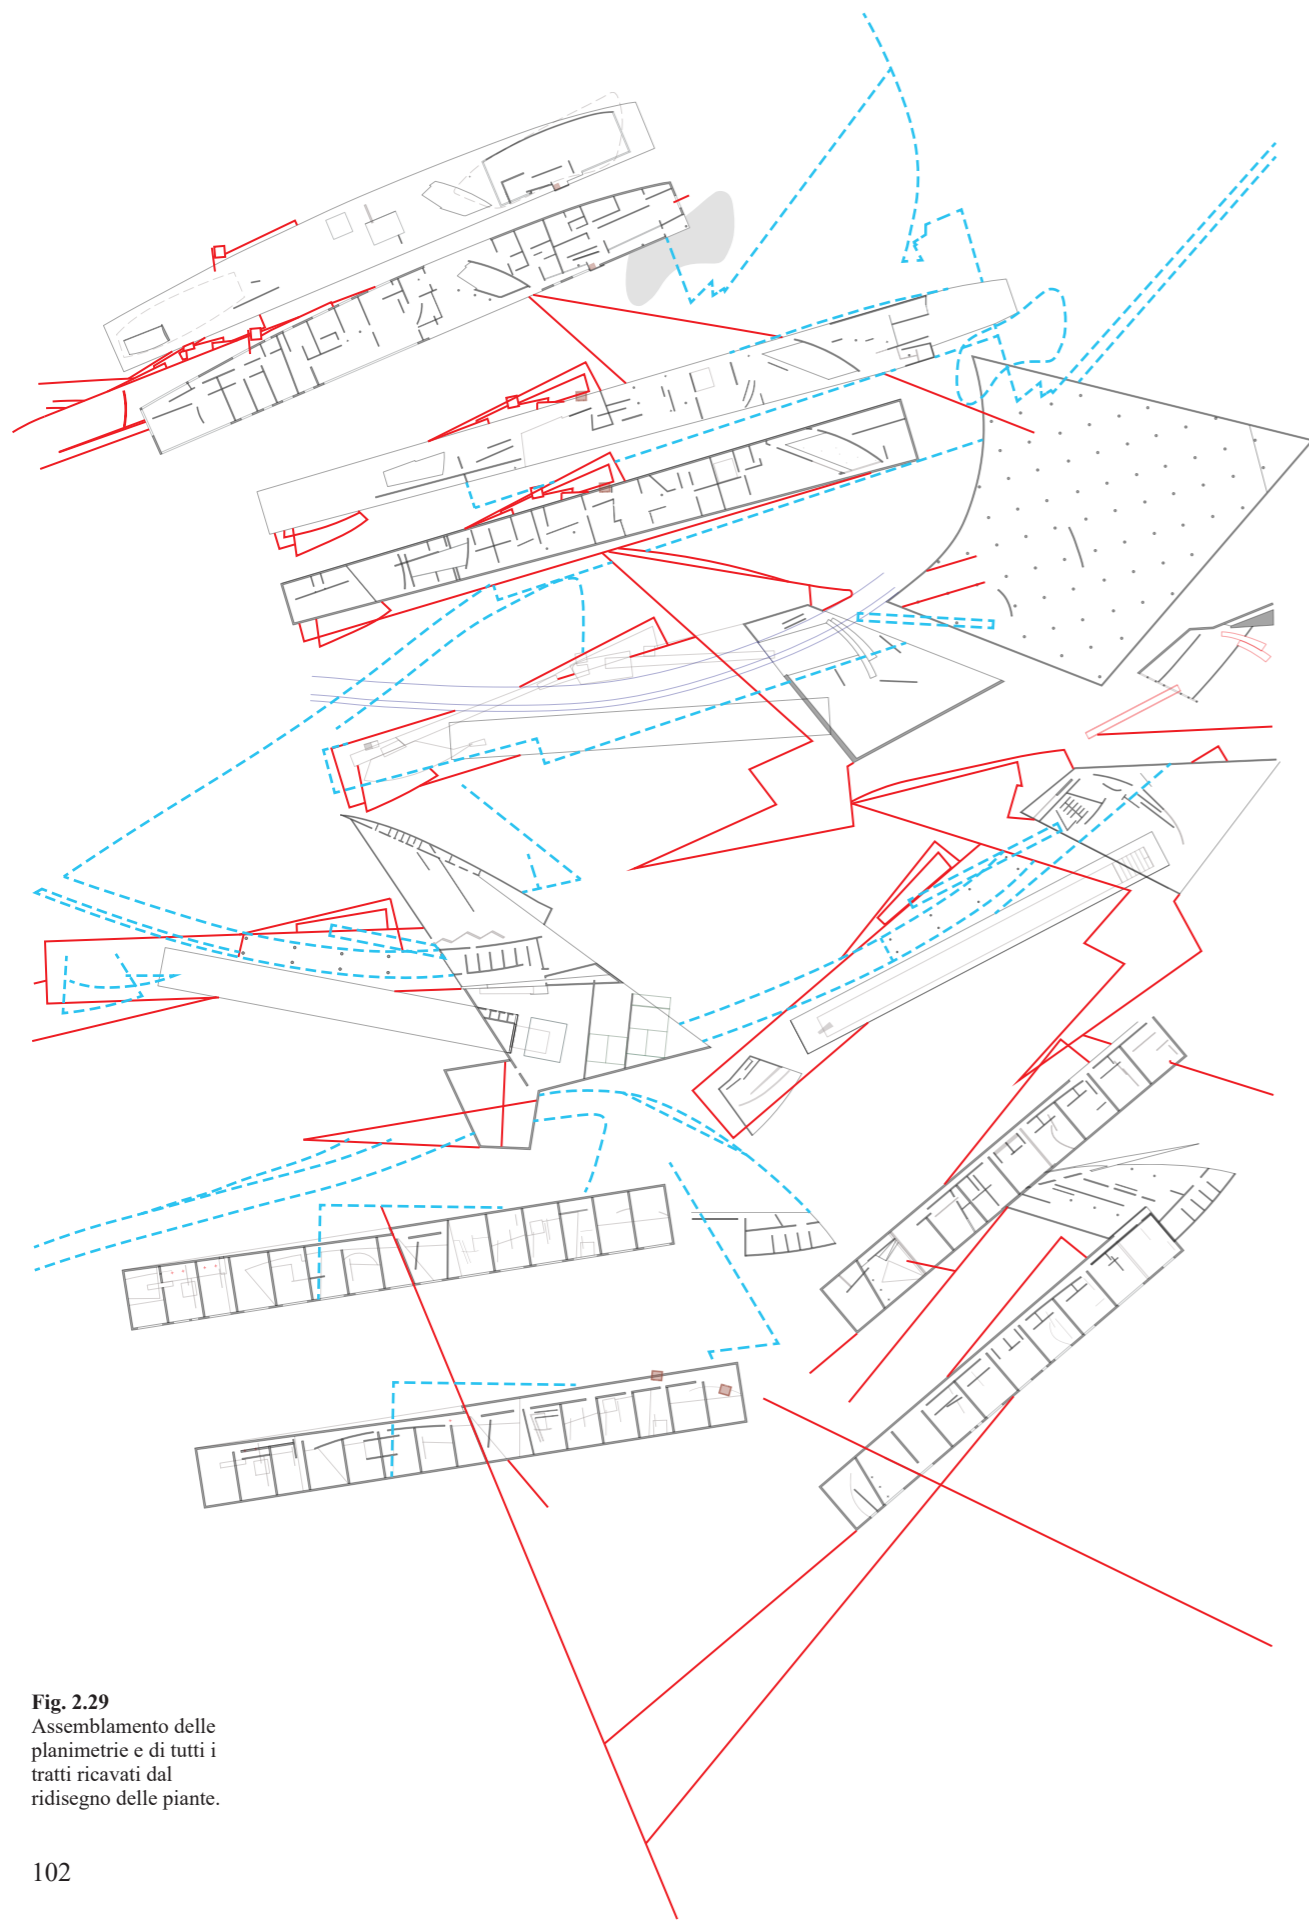 Fig. 2.29
Assemblamento delle
planimetrie e di tutti i
tratti ricavati dal
ridisegno delle piante.
102